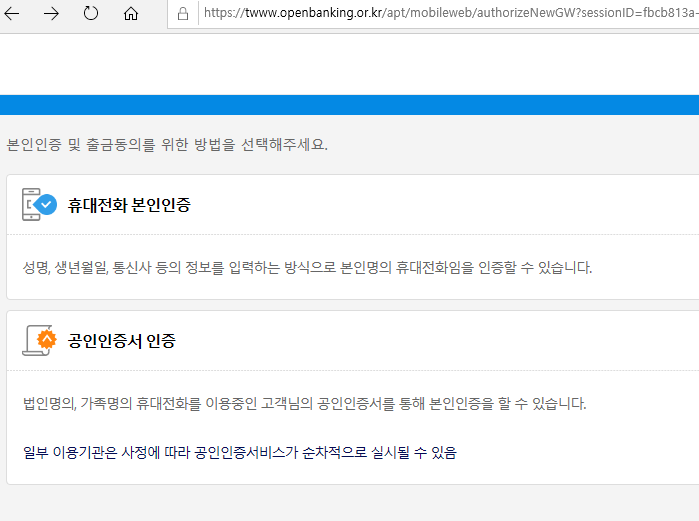 https://twww.openbanking.or.kr/apt/mobileweb/authorizeNewGW?sessionID=fbcb813a-
본인인증 및 출금동의를 위한 방법을 선택해주세요.
휴대전화 본인인증
성명, 생년월일, 통신사 등의 정보를 입력하는 방식으로 본인명의 휴대전화임을 인증할 수 있습니다.
공인인증서 인증
법인명의, 가족명의 휴대전화를 이용중인 고객님의 공인인증서를 통해 본인인증을 할 수 있습니다.
일부 이용기관은 사정에 따라 공인인증서비스가 순차적으로 실시될 수 있음